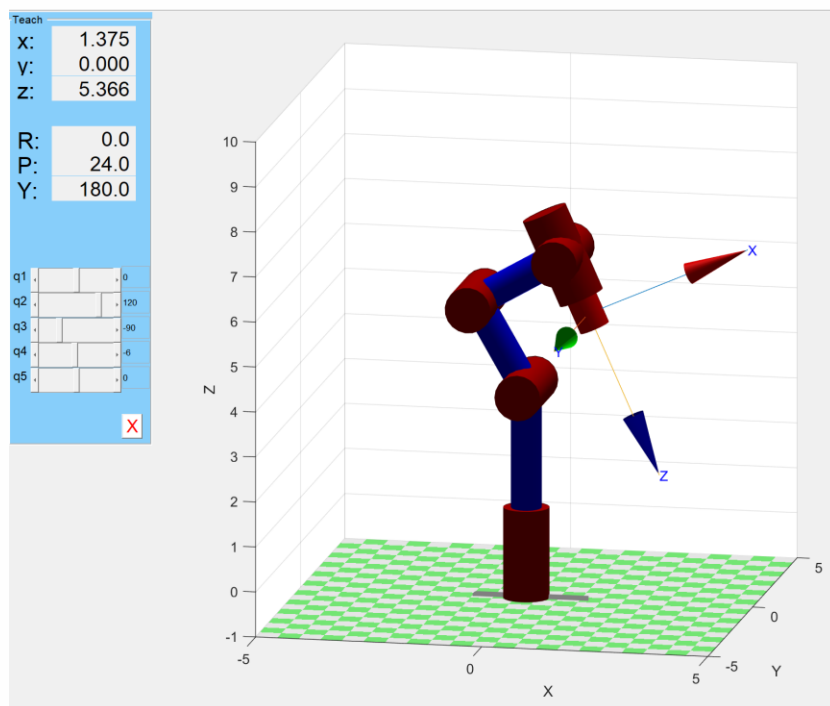 Teach
x: 1.375
y: 0.000
z: 5.366
R: 0.0
P: 24.0
Y: 180.0
q1 0
q2 120
q3 -90
q4 -6
q5 0
X
10
9
8
7
6
5
4
3
2
1
0
-1
Z
X
Y
Z
-5
0
5
X
-5
0
5
Y